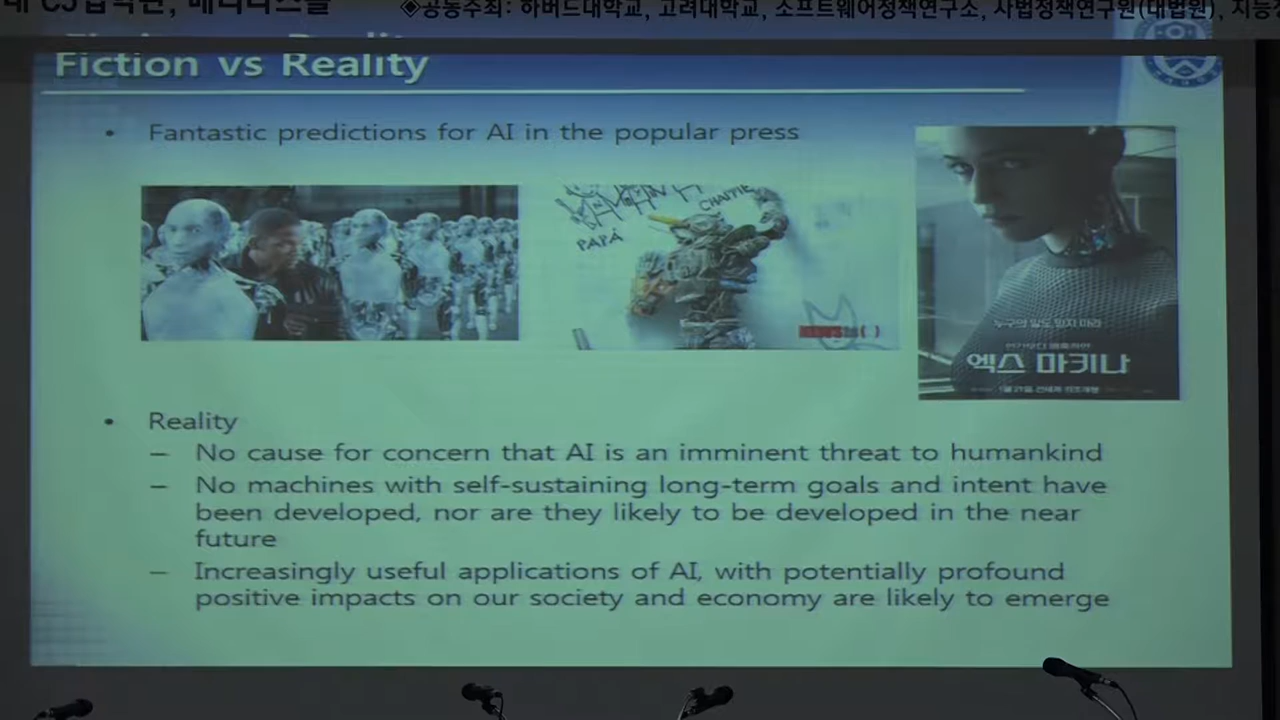 ◈공동주최: 하버드대학교, 고려대학교, 소프트웨어정책연구소, 사법정책연구원(대법원), 지능
Fiction vs Reality
• Fantastic predictions for AI in the popular press
CHAPPIE
PAPÁ
누구의 말도 믿지 마라
엑스 마키나
• Reality
– No cause for concern that AI is an imminent threat to humankind
– No machines with self-sustaining long-term goals and intent have
been developed, nor are they likely to be developed in the near
future
– Increasingly useful applications of AI, with potentially profound
positive impacts on our society and economy are likely to emerge